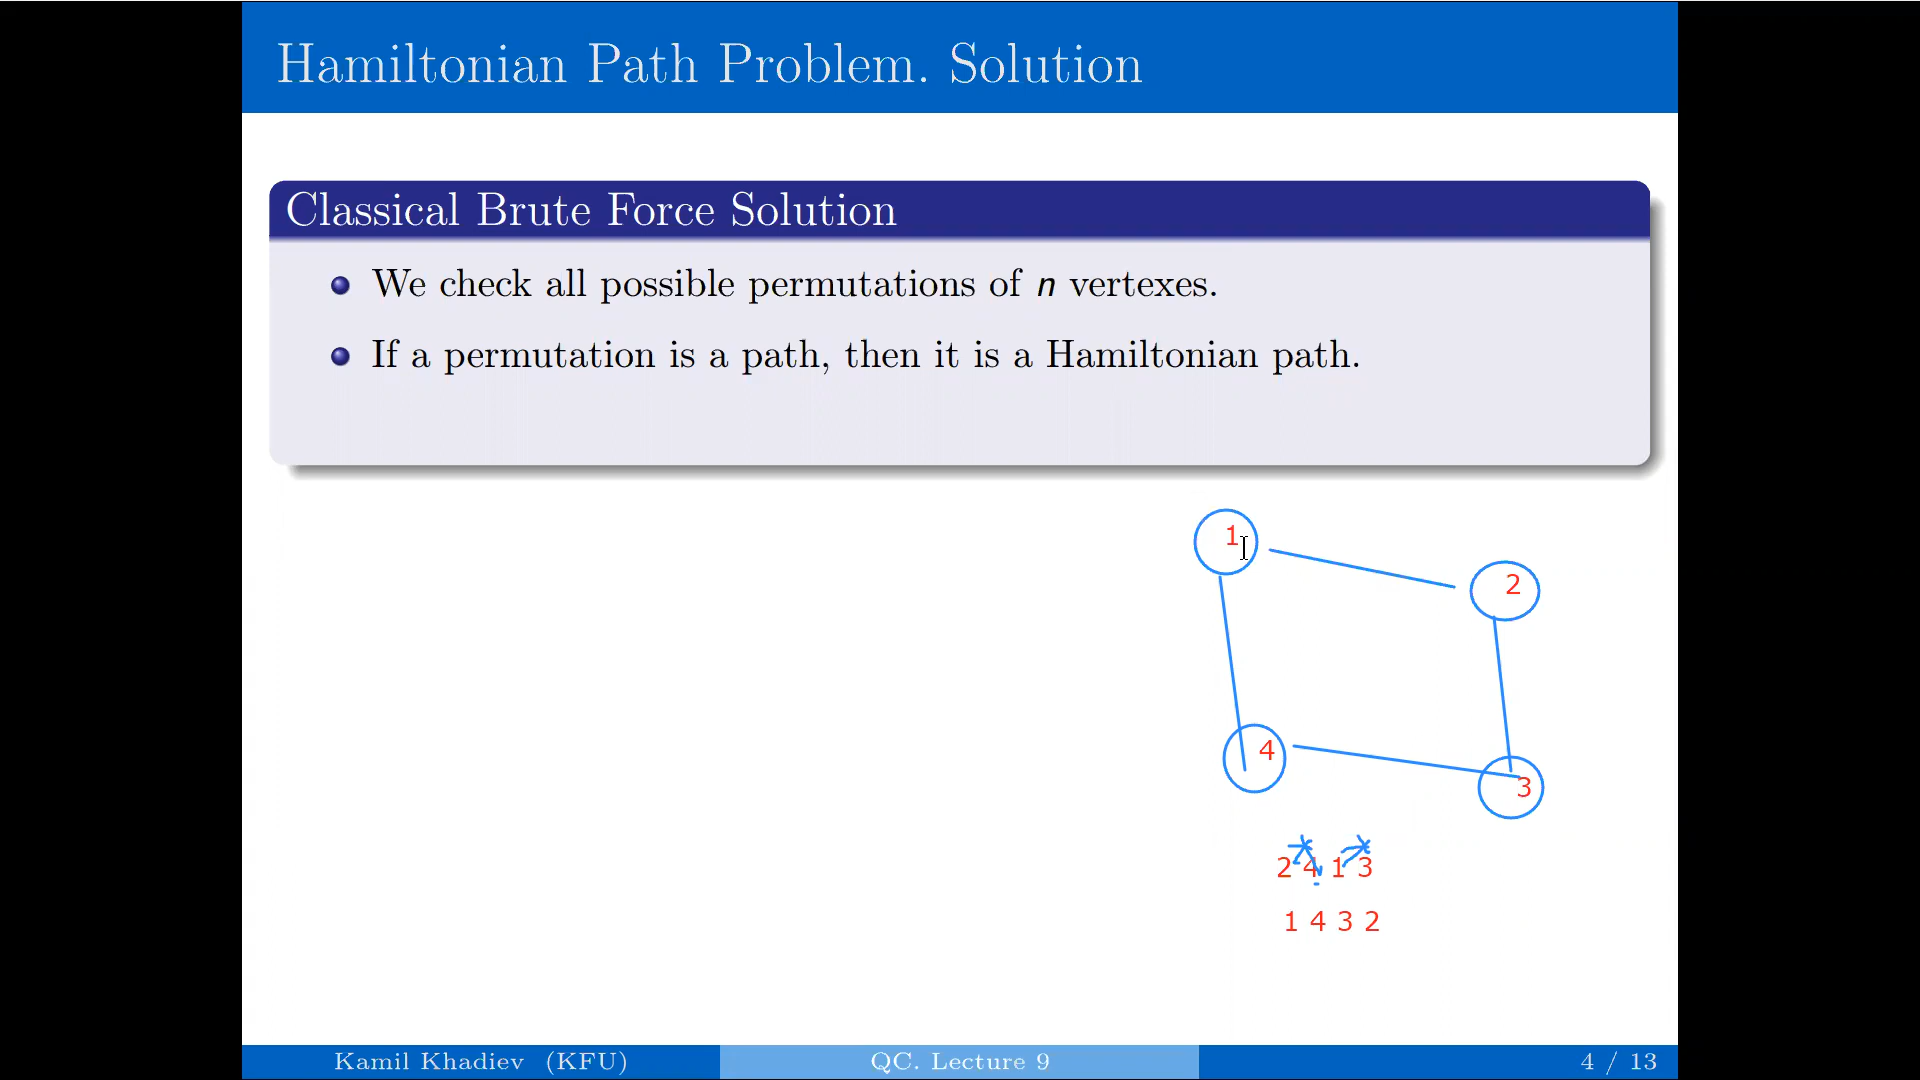 Hamiltonian Path Problem. Solution
Classical Brute Force Solution
We check all possible permutations of n vertexes.
If a permutation is a path, then it is a Hamiltonian path.
1
2
4
3
2 4 1 3
1 4 3 2
Kamil Khadiev (KFU)
QC. Lecture 9
4 / 13